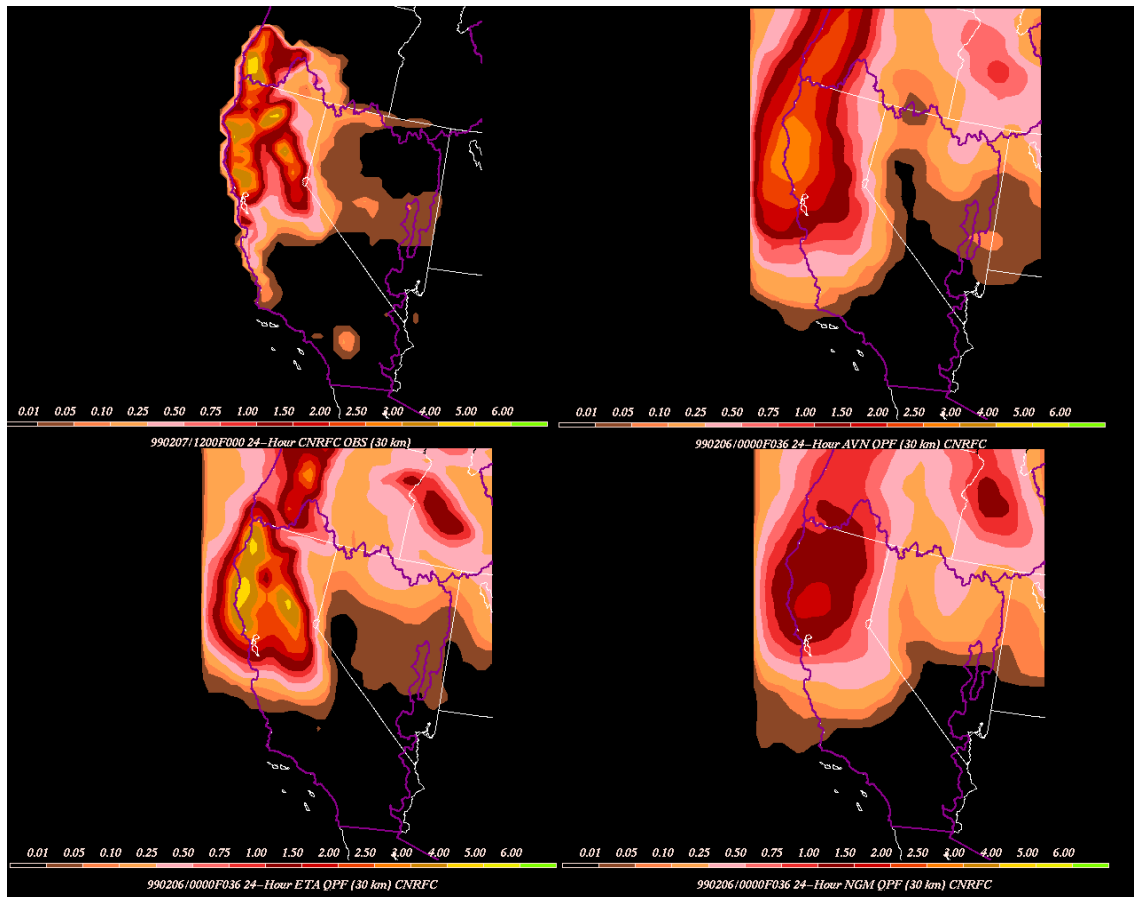 0.01 0.05 0.10 0.25 0.50 0.75 1.00 1.50 2.00 2.50 3.00 4.00 5.00 6.00
990207/1200F000 24-Hour CNRFC OBS (30 km)
0.01 0.05 0.10 0.25 0.50 0.75 1.00 1.50 2.00 2.50 3.00 4.00 5.00 6.00
990206/0000F036 24-Hour AVN QPF (30 km) CNRFC
0.01 0.05 0.10 0.25 0.50 0.75 1.00 1.50 2.00 2.50 3.00 4.00 5.00 6.00
990206/0000F036 24-Hour ETA QPF (30 km) CNRFC
0.01 0.05 0.10 0.25 0.50 0.75 1.00 1.50 2.00 2.50 3.00 4.00 5.00 6.00
990206/0000F036 24-Hour NGM QPF (30 km) CNRFC